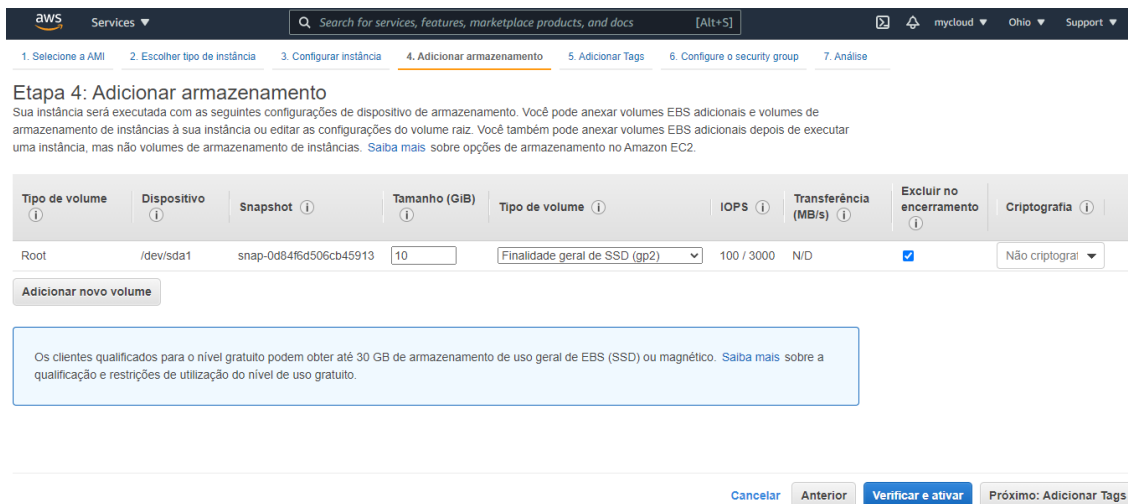 aws Services ▼ Search for services, features, marketplace products, and docs [Alt+S] mycloud ▼ Ohio ▼ Support ▼
1. Selecione a AMI 2. Escolher tipo de instância 3. Configurar instância 4. Adicionar armazenamento 5. Adicionar Tags 6. Configure o security group 7. Análise
Etapa 4: Adicionar armazenamento
Sua instância será executada com as seguintes configurações de dispositivo de armazenamento. Você pode anexar volumes EBS adicionais e volumes de
armazenamento de instâncias à sua instância ou editar as configurações do volume raiz. Você também pode anexar volumes EBS adicionais depois de executar
uma instância, mas não volumes de armazenamento de instâncias. Saiba mais sobre opções de armazenamento no Amazon EC2.
Tipo de volume Dispositivo Snapshot Tamanho (GiB) Tipo de volume IOPS Transferência (MB/s) Excluir no encerramento Criptografia
Root /dev/sda1 snap-0d84f6d506cb45913 10 Finalidade geral de SSD (gp2) 100 / 3000 N/D Não criptograf
Adicionar novo volume
Os clientes qualificados para o nível gratuito podem obter até 30 GB de armazenamento de uso geral de EBS (SSD) ou magnético. Saiba mais sobre a
qualificação e restrições de utilização do nível de uso gratuito.
Cancelar Anterior Verificar e ativar Próximo: Adicionar Tags